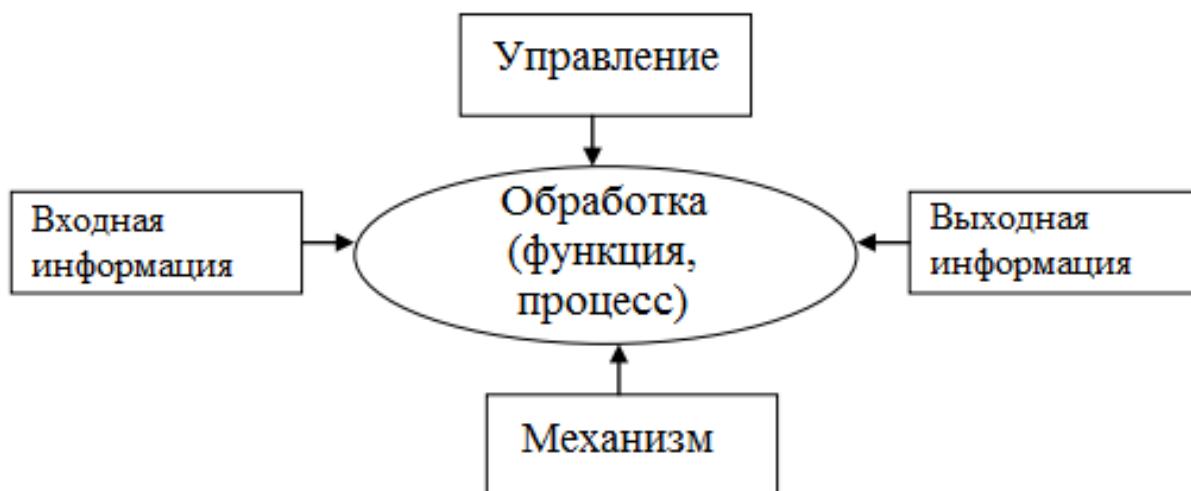 Управление
Входная
информация
Обработка
(функция,
процесс)
Выходная
информация
Механизм